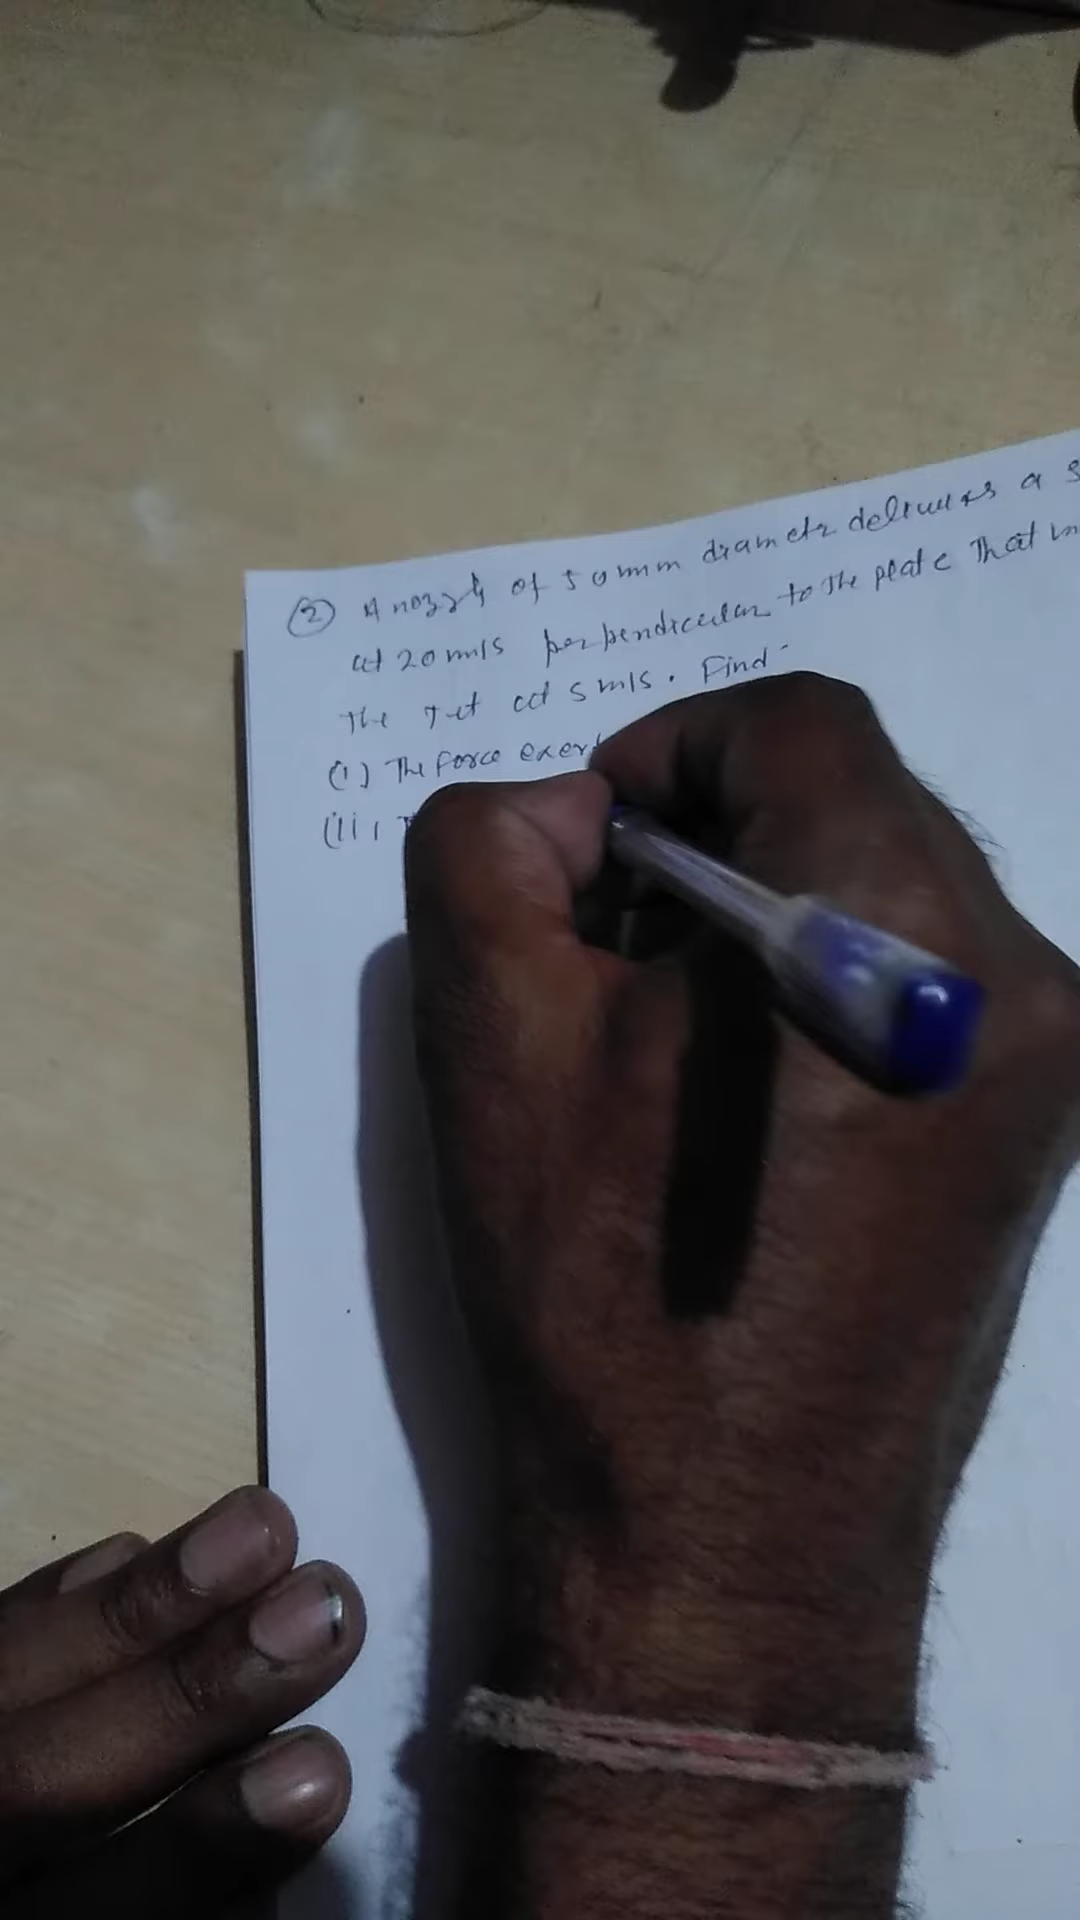 (2) A nozzle of 50mm diameter delivers a s
at 20 m/s perpendicular to the plate that m
the Jet at 5 m/s. Find -
(i) The force exer
(ii)